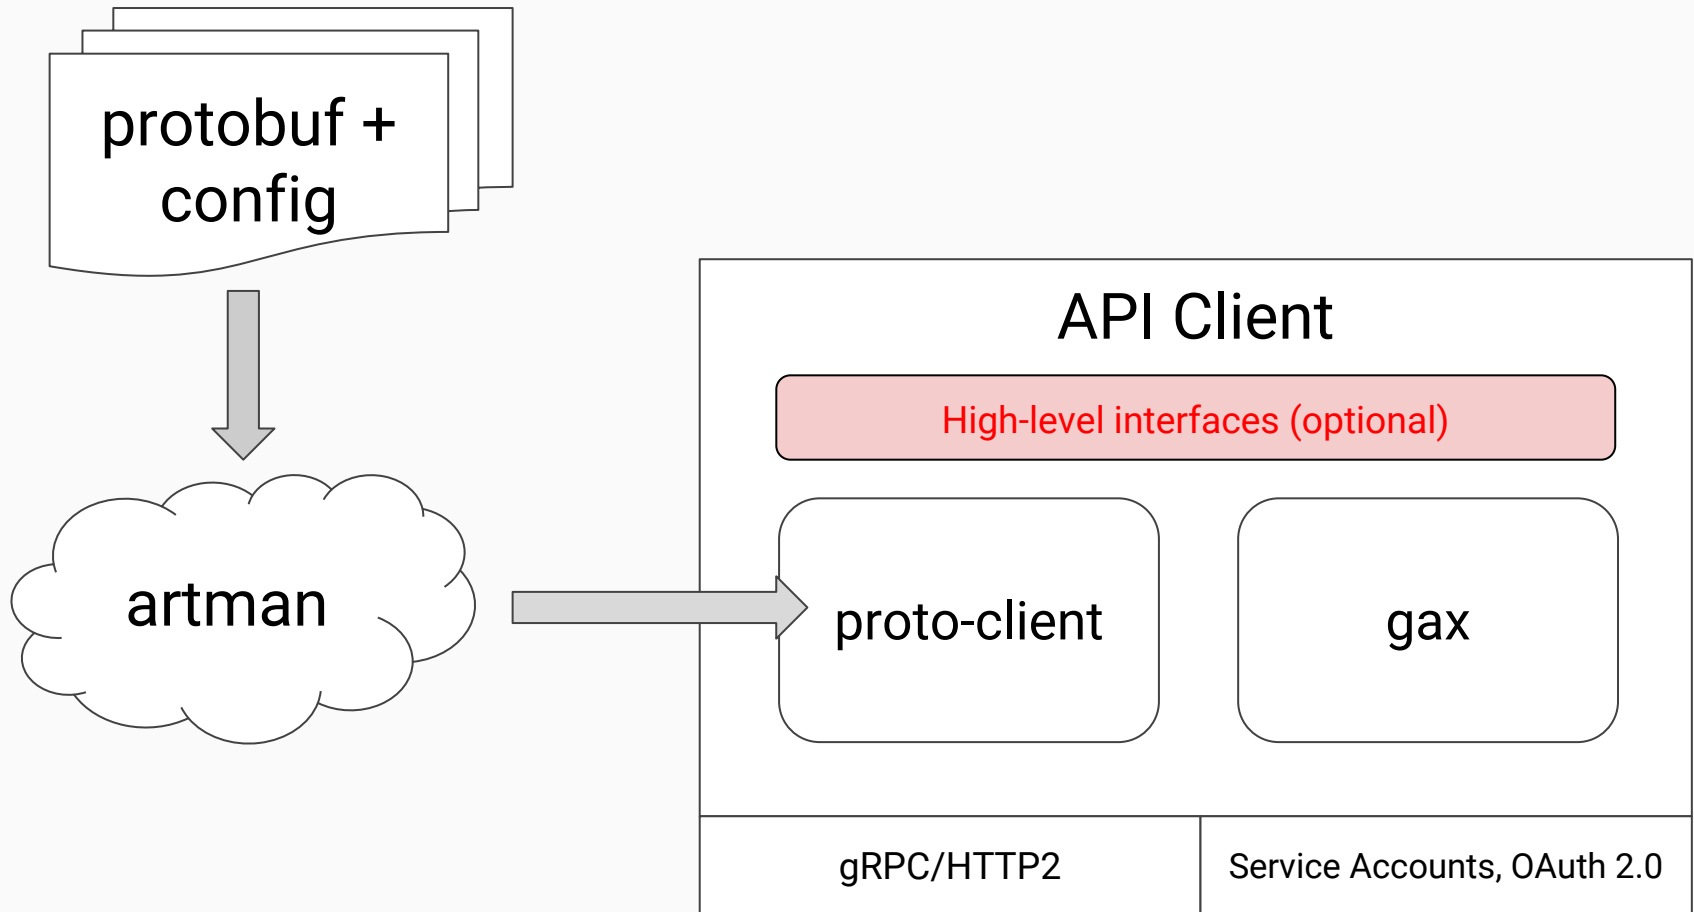 protobuf +
config
API Client
High-level interfaces (optional)
artman
proto-client
gax
gRPC/HTTP2
Service Accounts, OAuth 2.0